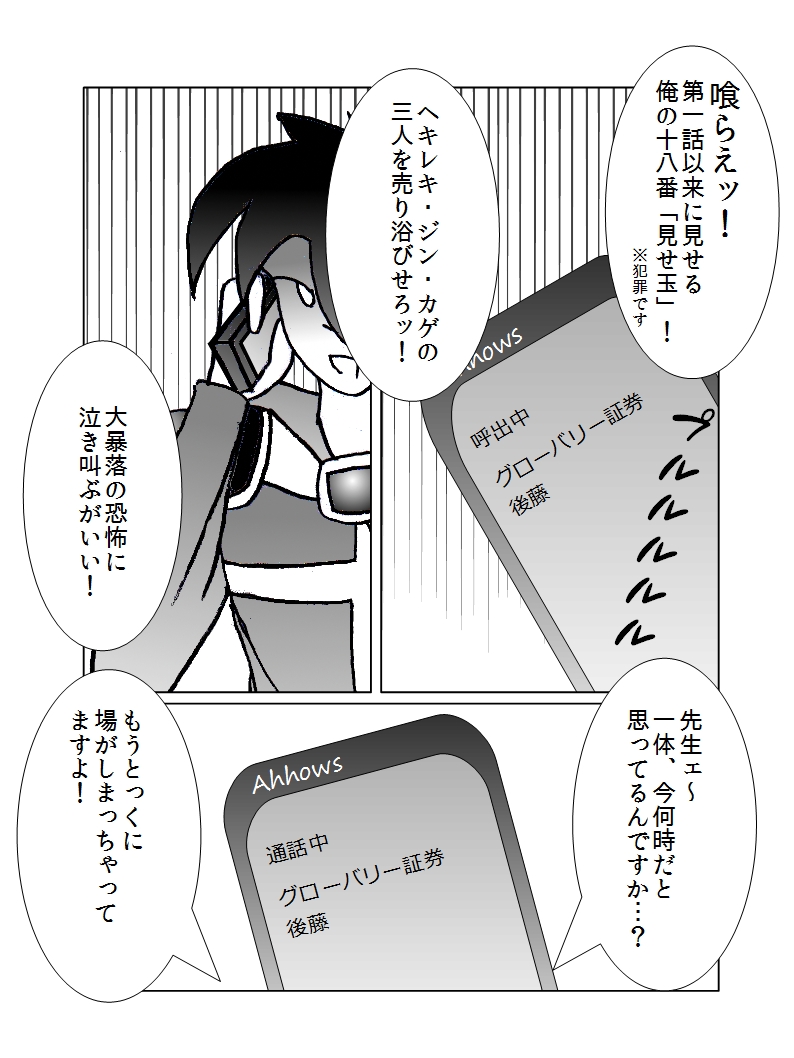 喰らえッ！
第一話以来に見せる
俺の十八番「見せ玉」！
※犯罪です
hows
呼出中
グローバリー証券
後藤
ペルルルルル
ヘキレキ・ジン・カゲの
三人を売り浴びせろッ！
大暴落の恐怖に
泣き叫ぶがいい！
先生ェ～
一体、今何時だと
思ってるんですか…？
Ahhows
通話中
グローバリー証券
後藤
もうとっくに
場がしまっちゃって
ますよ！